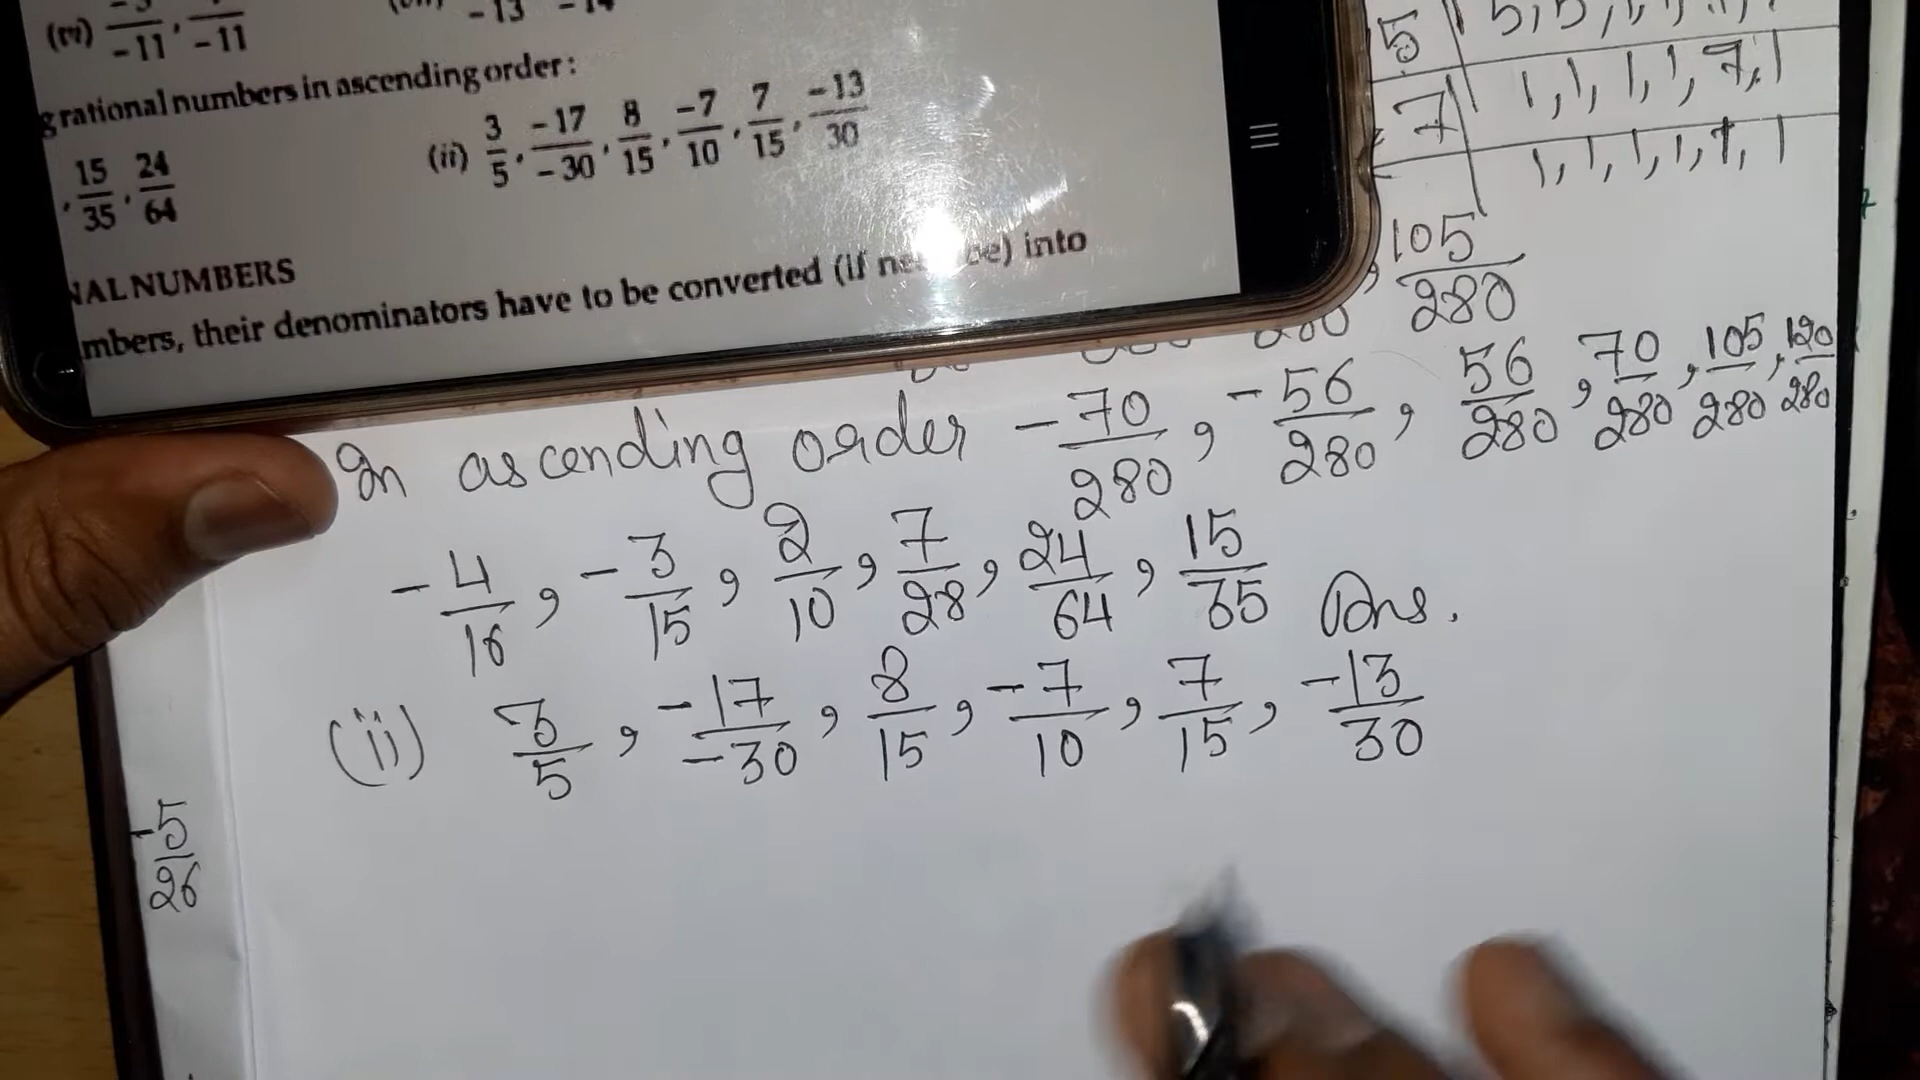 (vi) -3/-11, /-11
-13 -14
g rational numbers in ascending order:
, 15/35, 24/64
(ii) 3/5, -17/-30, 8/15, -7/10, 7/15, -13/30
NAL NUMBERS
mbers, their denominators have to be converted (if ne) into
5 | 5, 5, 1, 1, 1, 1
7 | 1, 1, 1, 1, 7, 1
1, 1, 1, 1, 1, 1
, 105/280
In ascending order -70/280, -56/280, 56/280, 70/280, 105/280, 120/280
-4/16, -3/15, 2/10, 7/28, 24/64, 15/35 Ans.
(ii) 3/5, -17/-30, 8/15, -7/10, 7/15, -13/30
-5/26